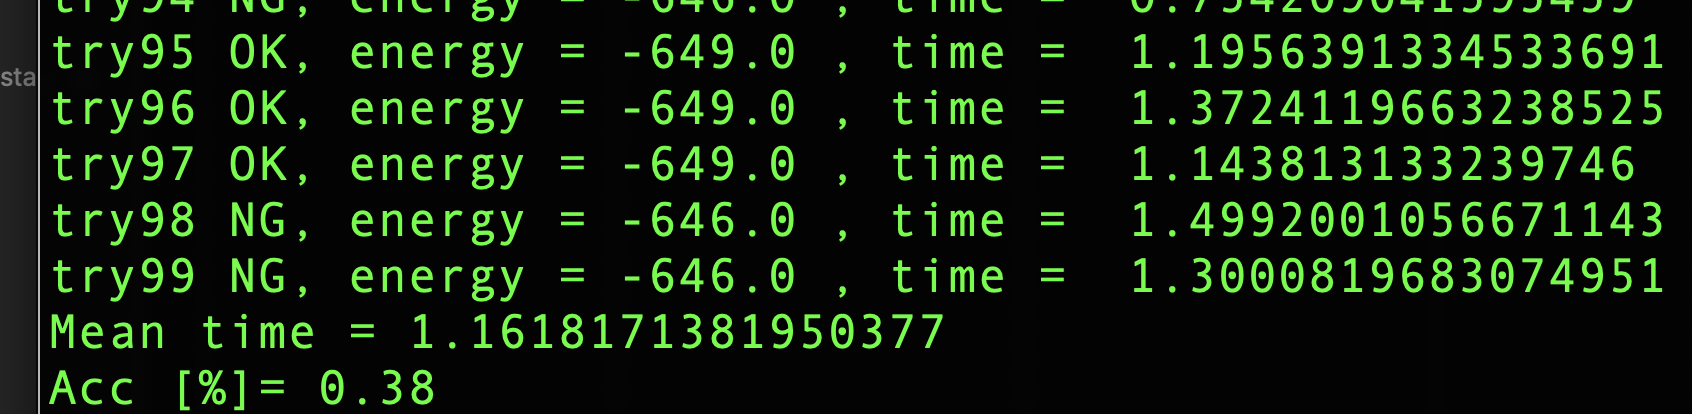 try94 NG, energy = -646.0 , time =
sta
try95 OK, energy = -649.0 , time =  1.1956391334533691
try96 OK, energy = -649.0 , time =  1.3724119663238525
try97 OK, energy = -649.0 , time =  1.143813133239746
try98 NG, energy = -646.0 , time =  1.4992001056671143
try99 NG, energy = -646.0 , time =  1.3000819683074951
Mean time = 1.1618171381950377
Acc [%]= 0.38